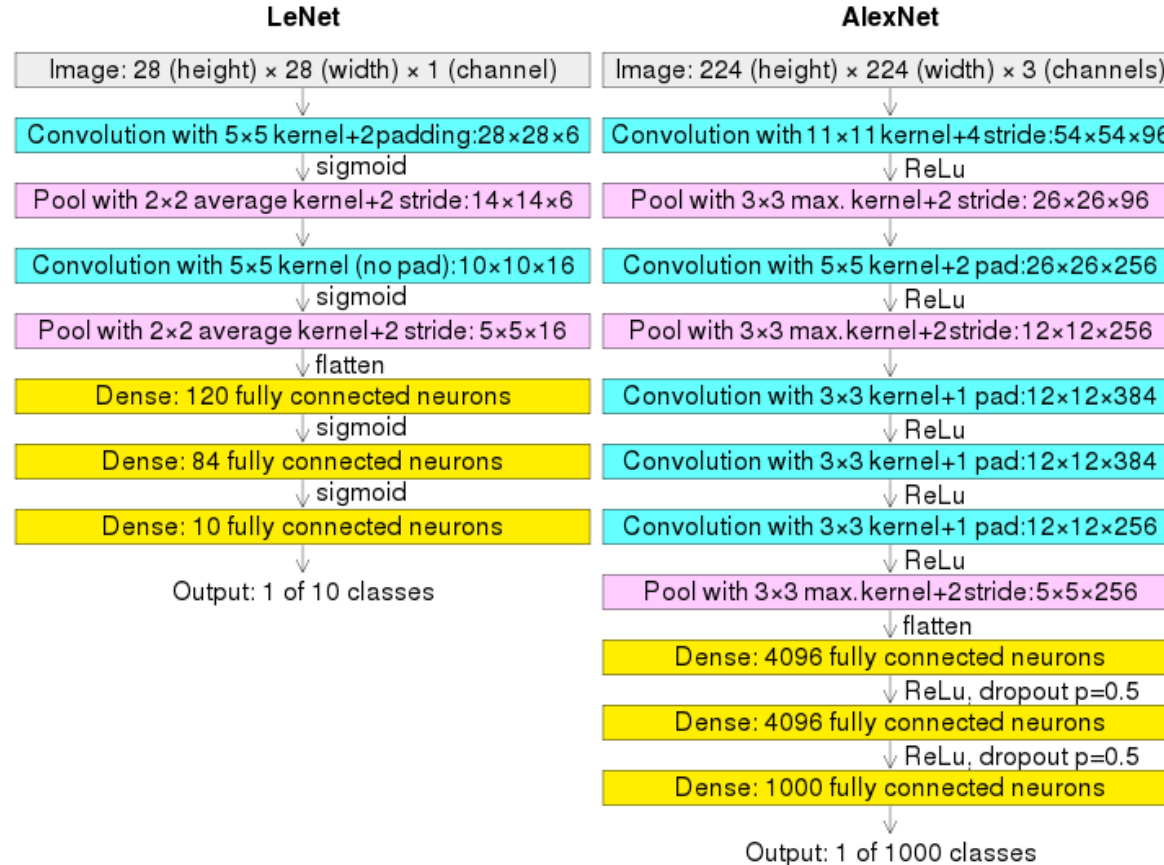 LeNet
Image: 28 (height) × 28 (width) × 1 (channel)
Convolution with 5×5 kernel+2padding:28×28×6
sigmoid
Pool with 2×2 average kernel+2 stride:14×14×6
Convolution with 5×5 kernel (no pad):10×10×16
sigmoid
Pool with 2×2 average kernel+2 stride: 5×5×16
flatten
Dense: 120 fully connected neurons
sigmoid
Dense: 84 fully connected neurons
sigmoid
Dense: 10 fully connected neurons
Output: 1 of 10 classes
AlexNet
Image: 224 (height) × 224 (width) × 3 (channels)
Convolution with 11×11 kernel+4 stride:54×54×96
ReLu
Pool with 3×3 max. kernel+2 stride: 26×26×96
Convolution with 5×5 kernel+2 pad:26×26×256
ReLu
Pool with 3×3 max.kernel+2stride:12×12×256
Convolution with 3×3 kernel+1 pad:12×12×384
ReLu
Convolution with 3×3 kernel+1 pad:12×12×384
ReLu
Convolution with 3×3 kernel+1 pad:12×12×256
ReLu
Pool with 3×3 max.kernel+2stride:5×5×256
flatten
Dense: 4096 fully connected neurons
ReLu, dropout p=0.5
Dense: 4096 fully connected neurons
ReLu, dropout p=0.5
Dense: 1000 fully connected neurons
Output: 1 of 1000 classes